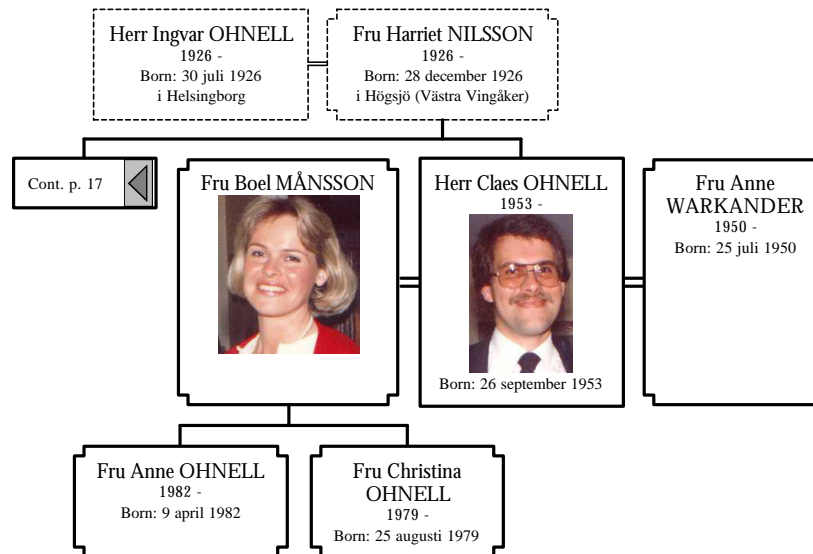 Herr Ingvar OHNELL
1926 -
Born: 30 juli 1926
i Helsingborg
Fru Harriet NILSSON
1926 -
Born: 28 december 1926
i Högsjö (Västra Vingåker)
Cont. p. 17
Fru Boel MÅNSSON
Herr Claes OHNELL
1953 -
Born: 26 september 1953
Fru Anne
WARKANDER
1950 -
Born: 25 juli 1950
Fru Anne OHNELL
1982 -
Born: 9 april 1982
Fru Christina
OHNELL
1979 -
Born: 25 augusti 1979